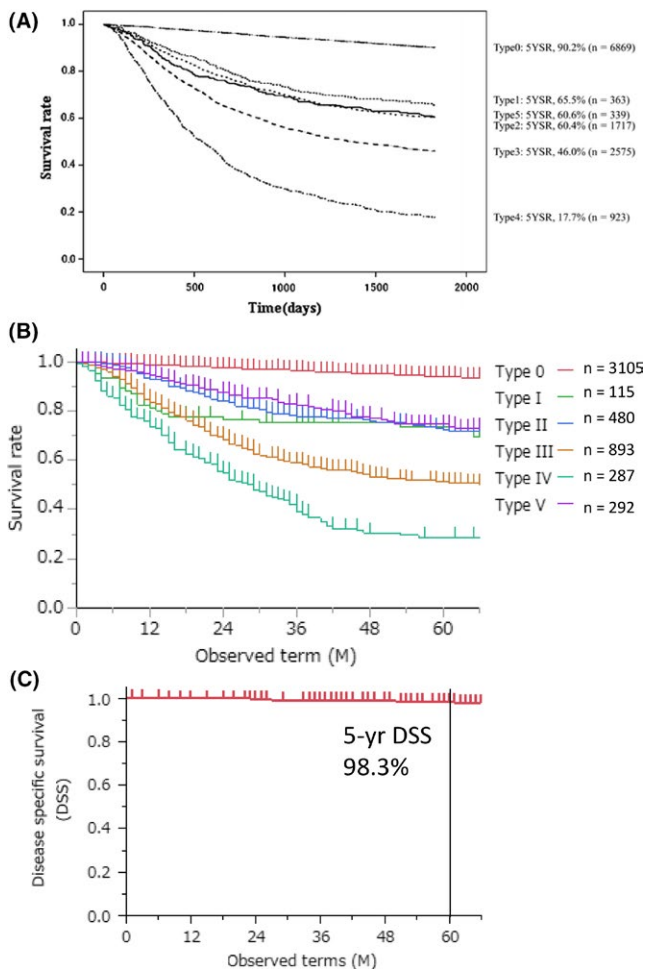 (A)
1.0
0.8
0.6
0.4
0.2
0.0
Survival rate
0 500 1000 1500 2000
Time(days)
Type0: 5YSR, 90.2% (n = 6869)
Type1: 5YSR, 65.5% (n = 363)
Type5: 5YSR, 60.6% (n = 339)
Type2: 5YSR, 60.4% (n = 1717)
Type3: 5YSR, 46.0% (n = 2575)
Type4: 5YSR, 17.7% (n = 923)
(B)
1.0
0.8
0.6
0.4
0.2
0.0
Survival rate
0 12 24 36 48 60
Observed term (M)
Type 0 n = 3105
Type I n = 115
Type II n = 480
Type III n = 893
Type IV n = 287
Type V n = 292
(C)
1.0
0.8
0.6
0.4
0.2
0.0
Disease specific survival
(DSS)
5-yr DSS
98.3%
0 12 24 36 48 60
Observed terms (M)